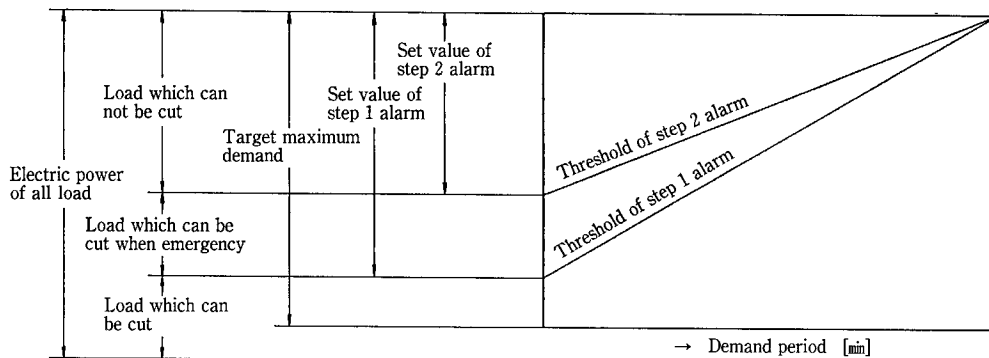 Set value of
step 2 alarm
Load which can
not be cut
Set value of
step 1 alarm
Target maximum
demand
Electric power
of all load
Load which can be
cut when emergency
Load which can
be cut
Threshold of step 2 alarm
Threshold of step 1 alarm
→ Demand period [min]